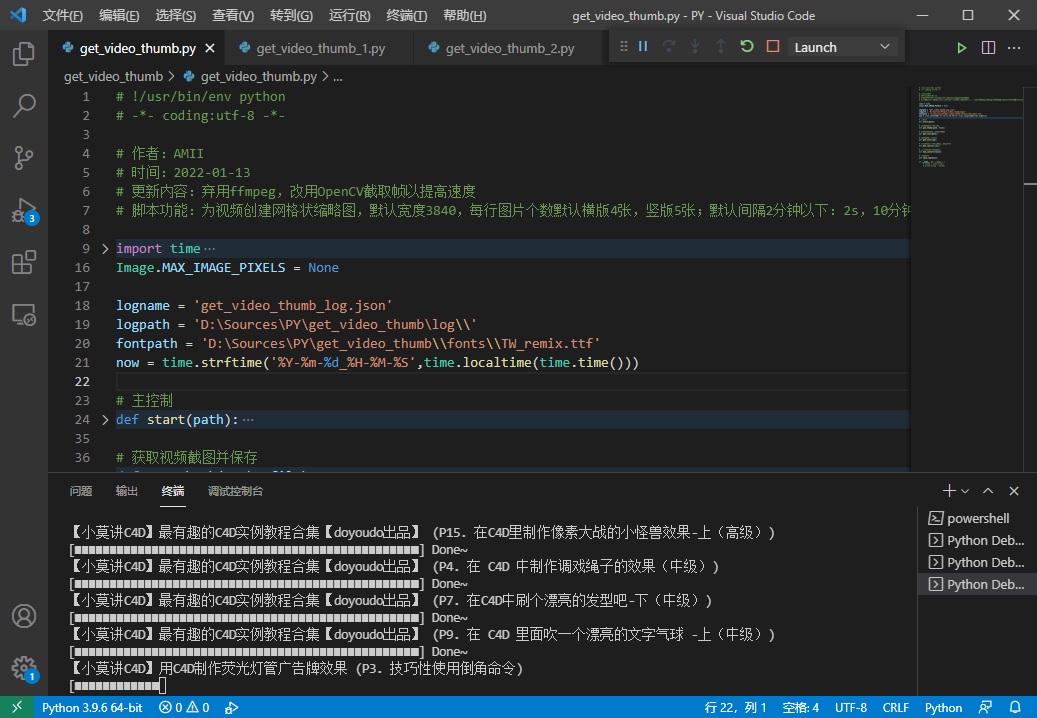 文件(F) 编辑(E) 选择(S) 查看(V) 转到(G) 运行(R) 终端(T) 帮助(H) get_video_thumb.py - PY - Visual Studio Code
get_video_thumb.py get_video_thumb_1.py get_video_thumb_2.py Launch
get_video_thumb > get_video_thumb.py > ...
1 # !/usr/bin/env python
2 # -*- coding:utf-8 -*-
3
4 # 作者：AMII
5 # 时间：2022-01-13
6 # 更新内容：弃用ffmpeg，改用OpenCV截取帧以提高速度
7 # 脚本功能：为视频创建网格状缩略图，默认宽度3840，每行图片个数默认横版4张，竖版5张；默认间隔2分钟以下：2s，10分钟
8
9 import time ···
16 Image.MAX_IMAGE_PIXELS = None
17
18 logname = 'get_video_thumb_log.json'
19 logpath = 'D:\Sources\PY\get_video_thumb\log\\'
20 fontpath = 'D:\Sources\PY\get_video_thumb\\fonts\\TW_remix.ttf'
21 now = time.strftime('%Y-%m-%d_%H-%M-%S',time.localtime(time.time()))
22
23 # 主控制
24 def start(path): ···
35
36 # 获取视频截图并保存
3
问题 输出 终端 调试控制台
【小莫讲C4D】最有趣的C4D实例教程合集【doyoudo出品】 (P15. 在C4D里制作像素大战的小怪兽效果-上（高级）)
[■■■■■■■■■■■■■■■■■■■■■■■■■■■■■■■■■■■■■■■■■■■■■■■■■■] Done~
【小莫讲C4D】最有趣的C4D实例教程合集【doyoudo出品】 (P4. 在 C4D 中制作调戏绳子的效果（中级）)
[■■■■■■■■■■■■■■■■■■■■■■■■■■■■■■■■■■■■■■■■■■■■■■■■■■] Done~
【小莫讲C4D】最有趣的C4D实例教程合集【doyoudo出品】 (P7. 在C4D中刷个漂亮的发型吧-下（中级）)
[■■■■■■■■■■■■■■■■■■■■■■■■■■■■■■■■■■■■■■■■■■■■■■■■■■] Done~
【小莫讲C4D】最有趣的C4D实例教程合集【doyoudo出品】 (P9. 在 C4D 里面吹一个漂亮的文字气球 -上（中级）)
[■■■■■■■■■■■■■■■■■■■■■■■■■■■■■■■■■■■■■■■■■■■■■■■■■■] Done~
【小莫讲C4D】用C4D制作荧光灯管广告牌效果 (P3. 技巧性使用倒角命令)
[■■■■■■■■■■■■
powershell
Python Deb...
Python Deb...
Python Deb...
1
Python 3.9.6 64-bit 0 0 行 22，列 1 空格: 4 UTF-8 CRLF Python